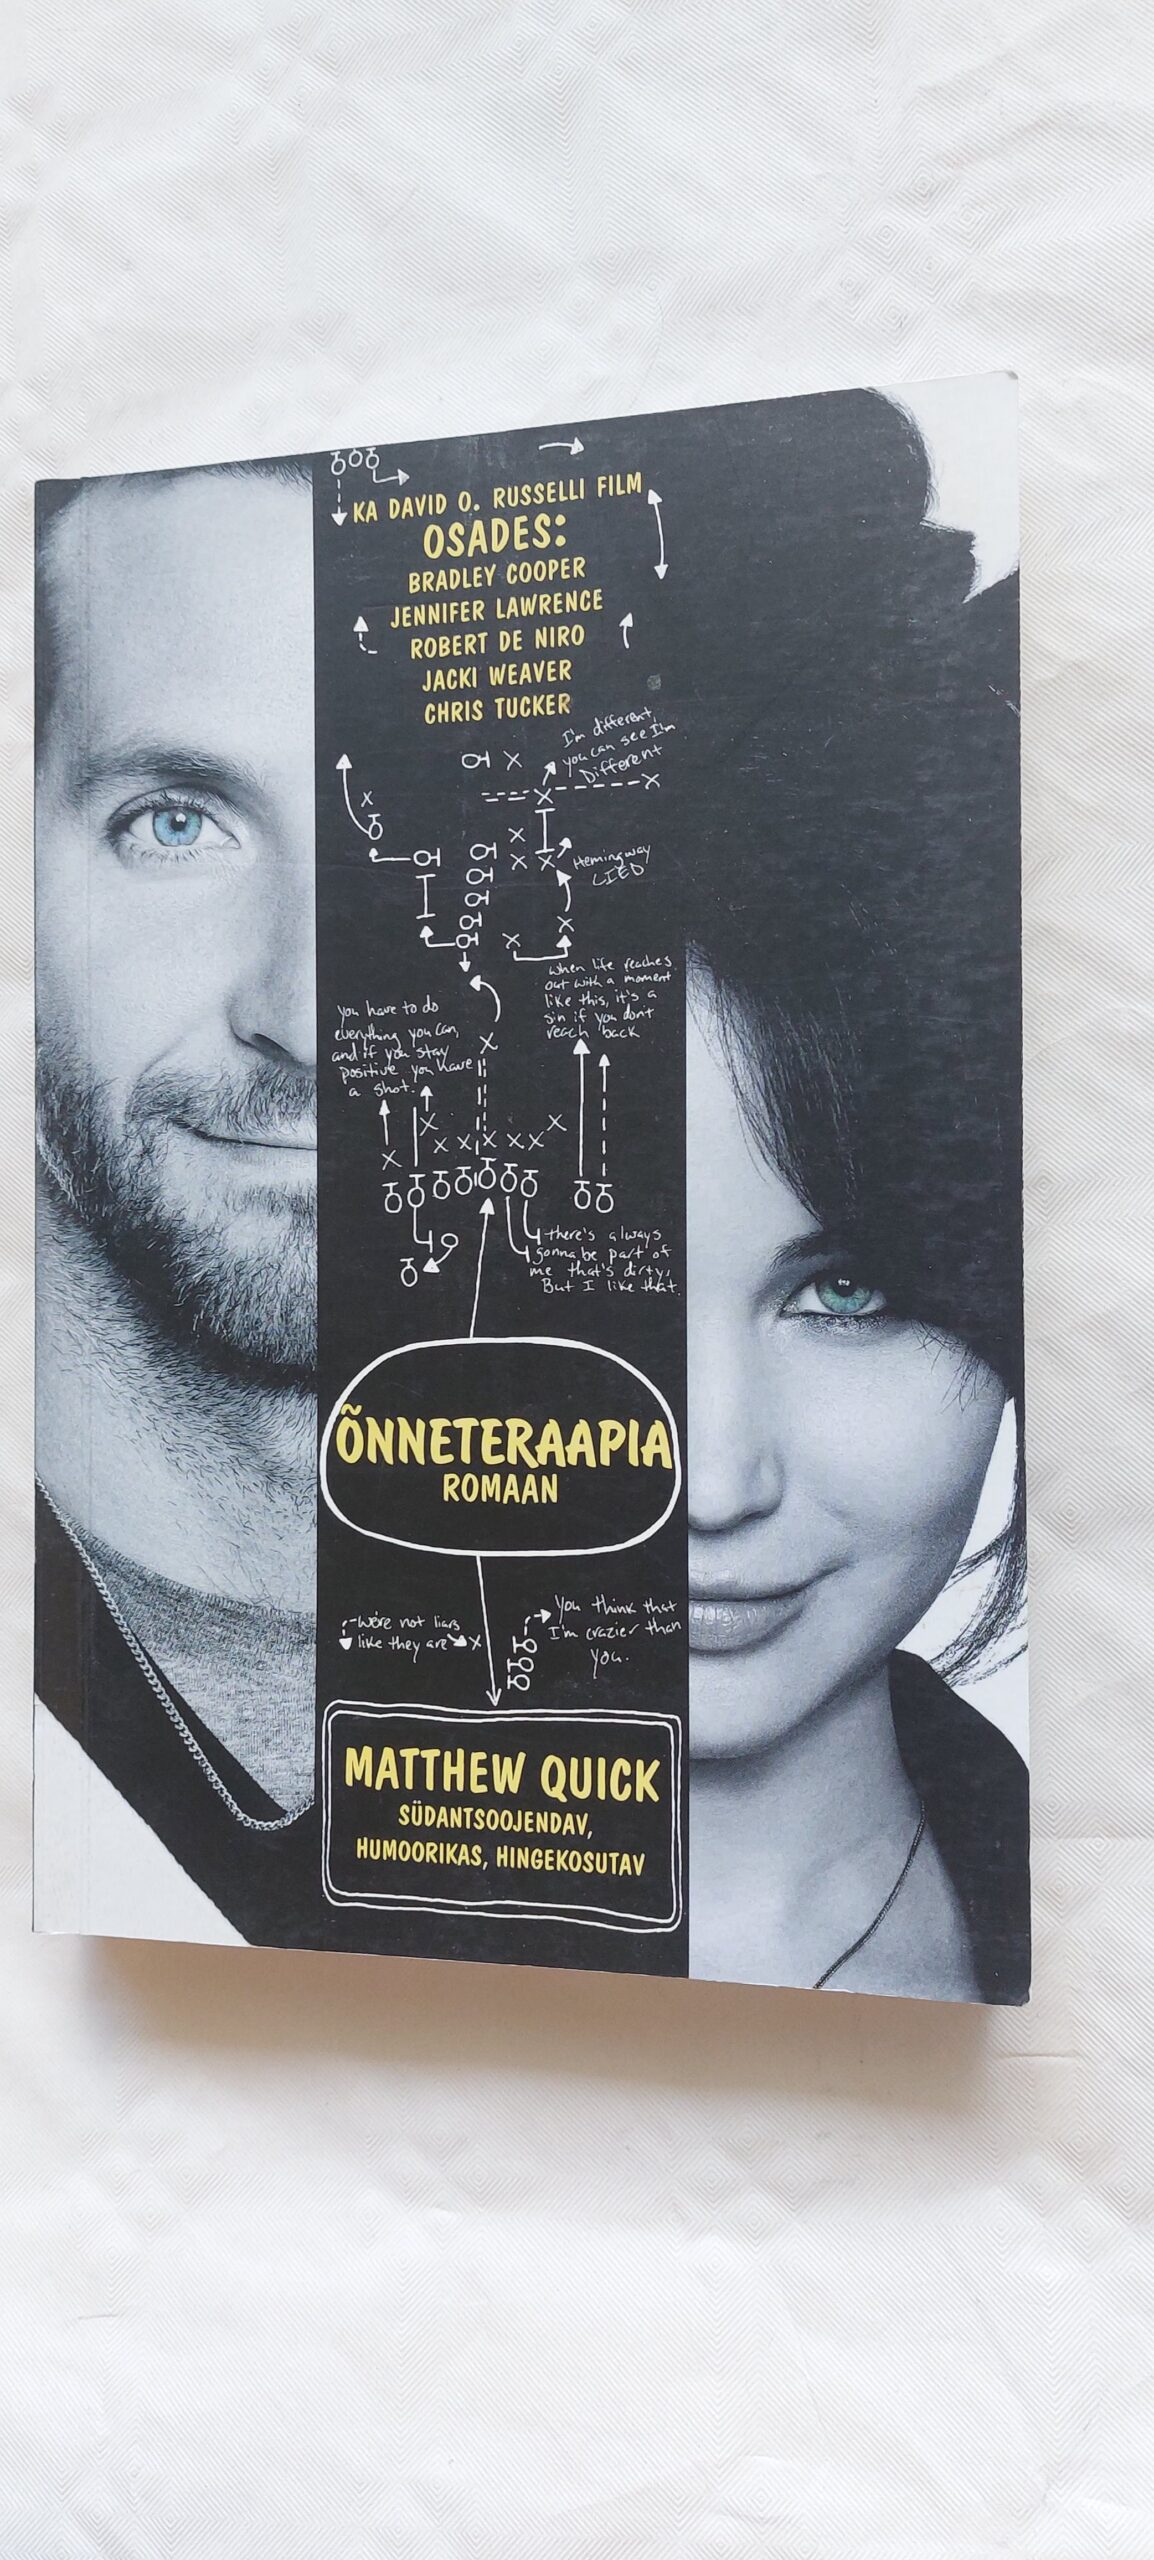 KA DAVID O. RUSSELLI FILM
OSADES:
BRADLEY COOPER
JENNIFER LAWRENCE
ROBERT DE NIRO
JACKI WEAVER
CHRIS TUCKER
I'm different,
you can see I'm
Different
Hemingway
LIED
when life reaches
out with a moment
like this, it's a
sin if you don't
reach back
you have to do
everything you can,
and if you stay
positive you have
a shot.
there's always
gonna be part of
me that's dirty,
But I like that.
ÕNNETERAAPIA
ROMAAN
we're not liars
like they are
You think that
I'm crazier than
you.
MATTHEW QUICK
SÜDANTSOOJENDAV,
HUMOORIKAS, HINGEKOSUTAV